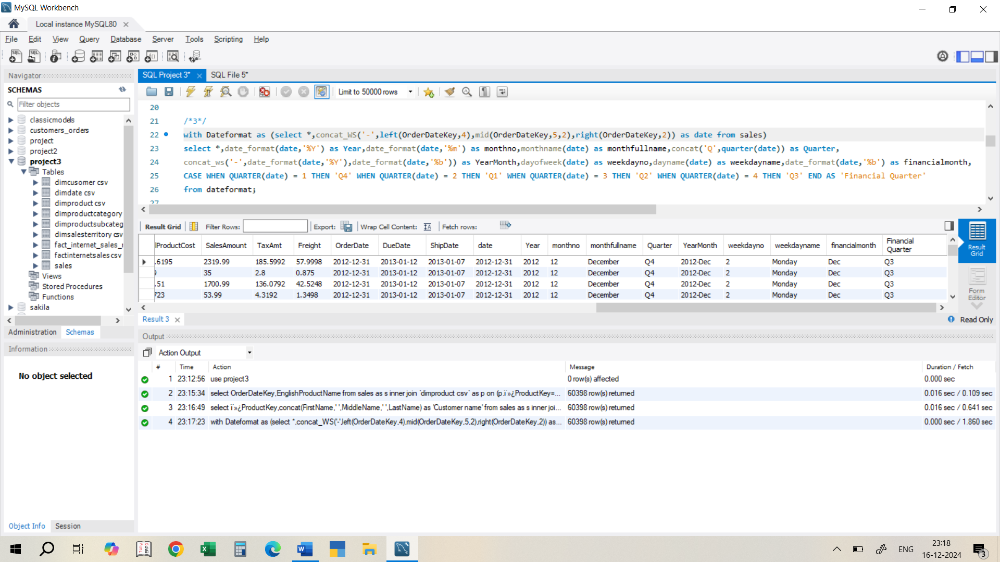 MySQL Workbench
Local instance MySQL80
File Edit View Query Database Server Tools Scripting Help
Navigator
SCHEMAS
Filter objects
classicmodels
customers_orders
project
project2
project3
Tables
dimcusomer csv
dimdate csv
dimproduct csv
dimproductcategory
dimproductsubcateg
dimsalesterritory csv
fact_internet_sales_
factinternetsales csv
sales
Views
Stored Procedures
Functions
sakila
Administration Schemas
Information
No object selected
Object Info Session
SQL Project 3* SQL File 5*
Limit to 50000 rows
20
21 /*3*/
22 with Dateformat as (select *,concat_WS('-',left(OrderDateKey,4),mid(OrderDateKey,5,2),right(OrderDateKey,2)) as date from sales)
23 select *,date_format(date,'%Y') as Year,date_format(date,'%m') as monthno,monthname(date) as monthfullname,concat('Q',quarter(date)) as Quarter,
24 concat_ws('-',date_format(date,'%Y'),date_format(date,'%b')) as YearMonth,dayofweek(date) as weekdayno,dayname(date) as weekdayname,date_format(date,'%b') as financialmonth,
25 CASE WHEN QUARTER(date) = 1 THEN 'Q4' WHEN QUARTER(date) = 2 THEN 'Q1' WHEN QUARTER(date) = 3 THEN 'Q2' WHEN QUARTER(date) = 4 THEN 'Q3' END AS 'Financial Quarter'
26 from dateformat;
27
Result Grid Filter Rows: Export: Wrap Cell Content: Fetch rows:
lProductCost SalesAmount TaxAmt Freight OrderDate DueDate ShipDate date Year monthno monthfullname Quarter YearMonth weekdayno weekdayname financialmonth Financial Quarter
.6195 2319.99 185.5992 57.9998 2012-12-31 2013-01-12 2013-01-07 2012-12-31 2012 12 December Q4 2012-Dec 2 Monday Dec Q3
9 35 2.8 0.875 2012-12-31 2013-01-12 2013-01-07 2012-12-31 2012 12 December Q4 2012-Dec 2 Monday Dec Q3
.51 1700.99 136.0792 42.5248 2012-12-31 2013-01-12 2013-01-07 2012-12-31 2012 12 December Q4 2012-Dec 2 Monday Dec Q3
723 53.99 4.3192 1.3498 2012-12-31 2013-01-12 2013-01-07 2012-12-31 2012 12 December Q4 2012-Dec 2 Monday Dec Q3
Result Grid
Form Editor
Result 3
Read Only
Output
Action Output
# Time Action Message Duration / Fetch
1 23:12:56 use project3 0 row(s) affected 0.000 sec
2 23:15:34 select OrderDateKey,EnglishProductName from sales as s inner join `dimproduct csv` as p on (p.ï»¿ProductKey=... 60398 row(s) returned 0.016 sec / 0.109 sec
3 23:16:49 select ï»¿ProductKey,concat(FirstName,' ',MiddleName,' ',LastName) as 'Customer name' from sales as s inner joi... 60398 row(s) returned 0.016 sec / 0.641 sec
4 23:17:23 with Dateformat as (select *,concat_WS('-',left(OrderDateKey,4),mid(OrderDateKey,5,2),right(OrderDateKey,2)) as... 60398 row(s) returned 0.000 sec / 1.860 sec
ENG
23:18
16-12-2024
3